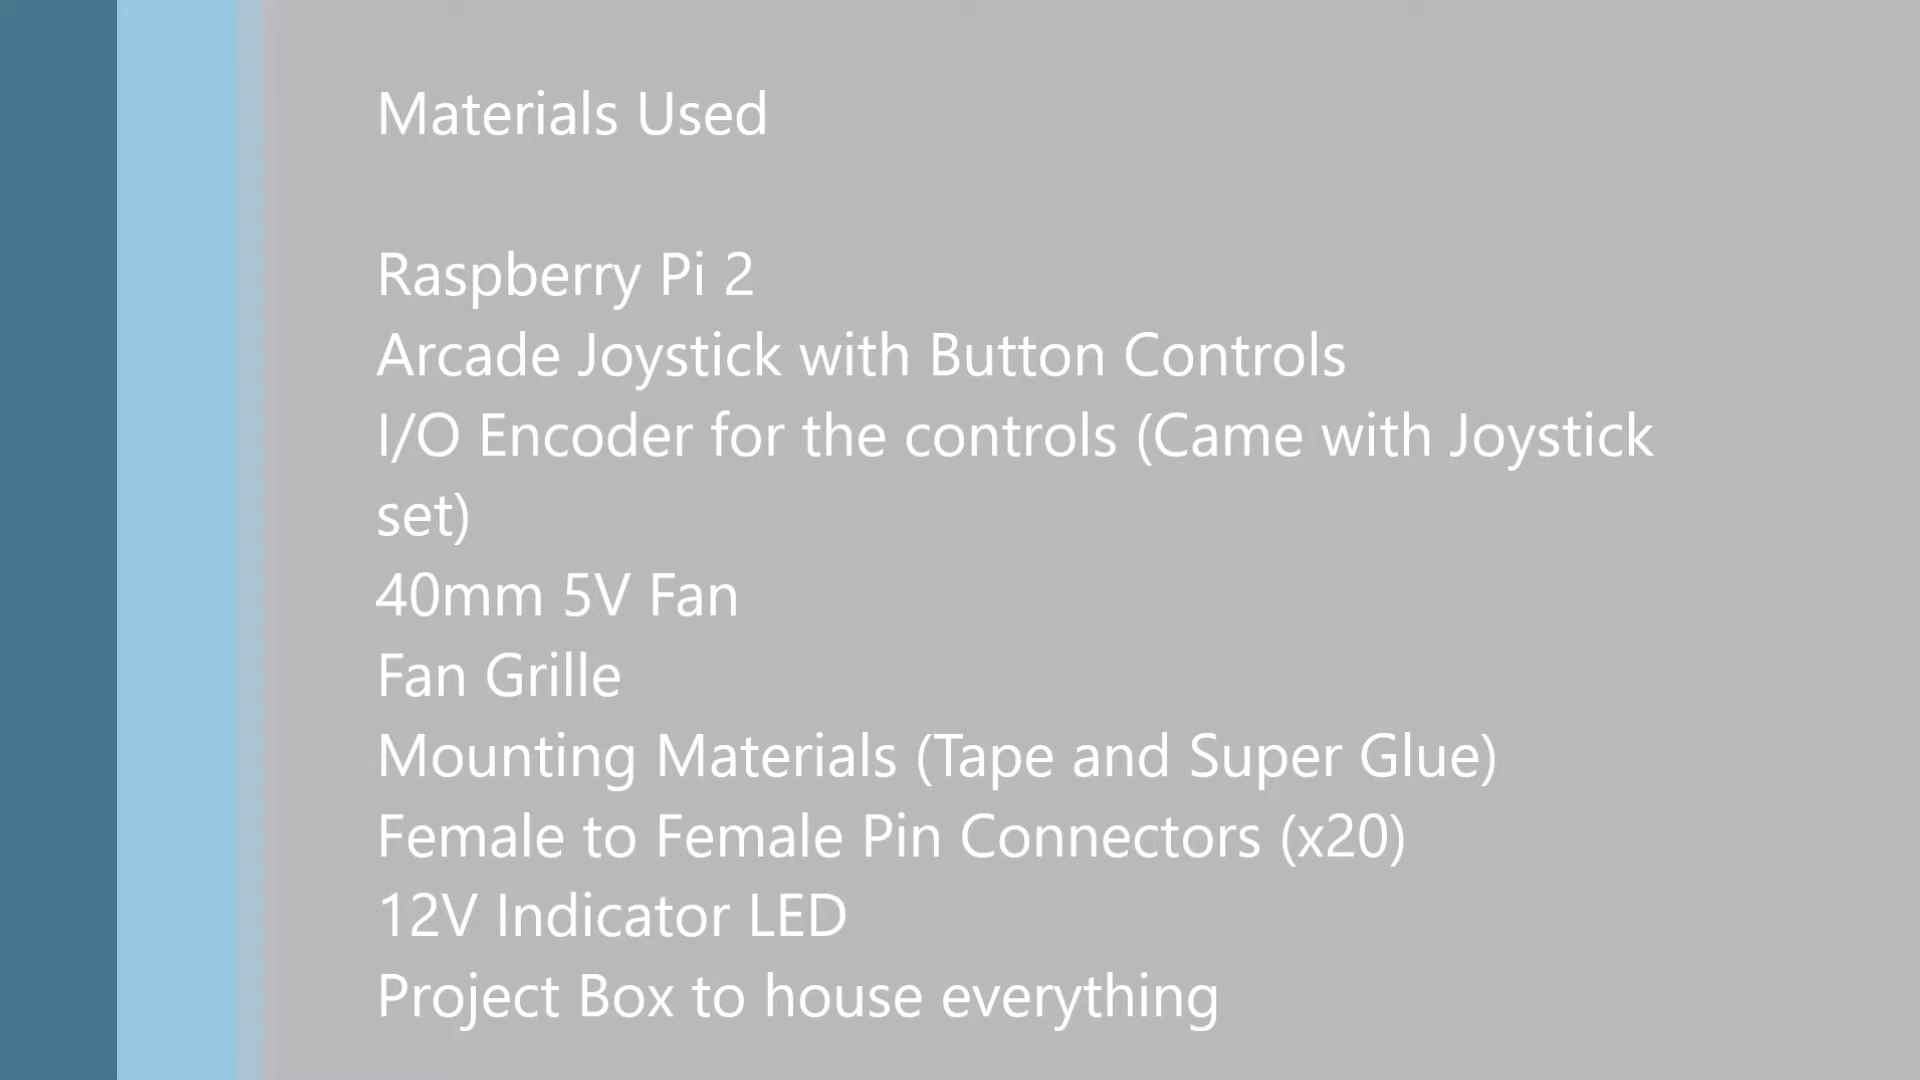 Materials Used
Raspberry Pi 2
Arcade Joystick with Button Controls
I/O Encoder for the controls (Came with Joystick
set)
40mm 5V Fan
Fan Grille
Mounting Materials (Tape and Super Glue)
Female to Female Pin Connectors (x20)
12V Indicator LED
Project Box to house everything